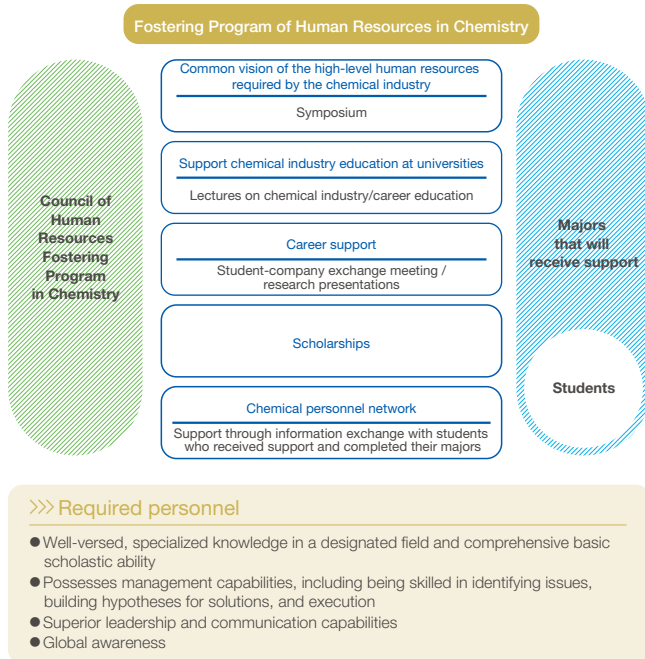 Fostering Program of Human Resources in Chemistry
Common vision of the high-level human resources
required by the chemical industry
Symposium
Support chemical industry education at universities
Lectures on chemical industry/career education
Career support
Student-company exchange meeting /
research presentations
Scholarships
Chemical personnel network
Support through information exchange with students
who received support and completed their majors
Council of
Human
Resources
Fostering
Program
in Chemistry
Majors
that will
receive support
Students
>>> Required personnel
● Well-versed, specialized knowledge in a designated field and comprehensive basic
scholastic ability
● Possesses management capabilities, including being skilled in identifying issues,
building hypotheses for solutions, and execution
● Superior leadership and communication capabilities
● Global awareness